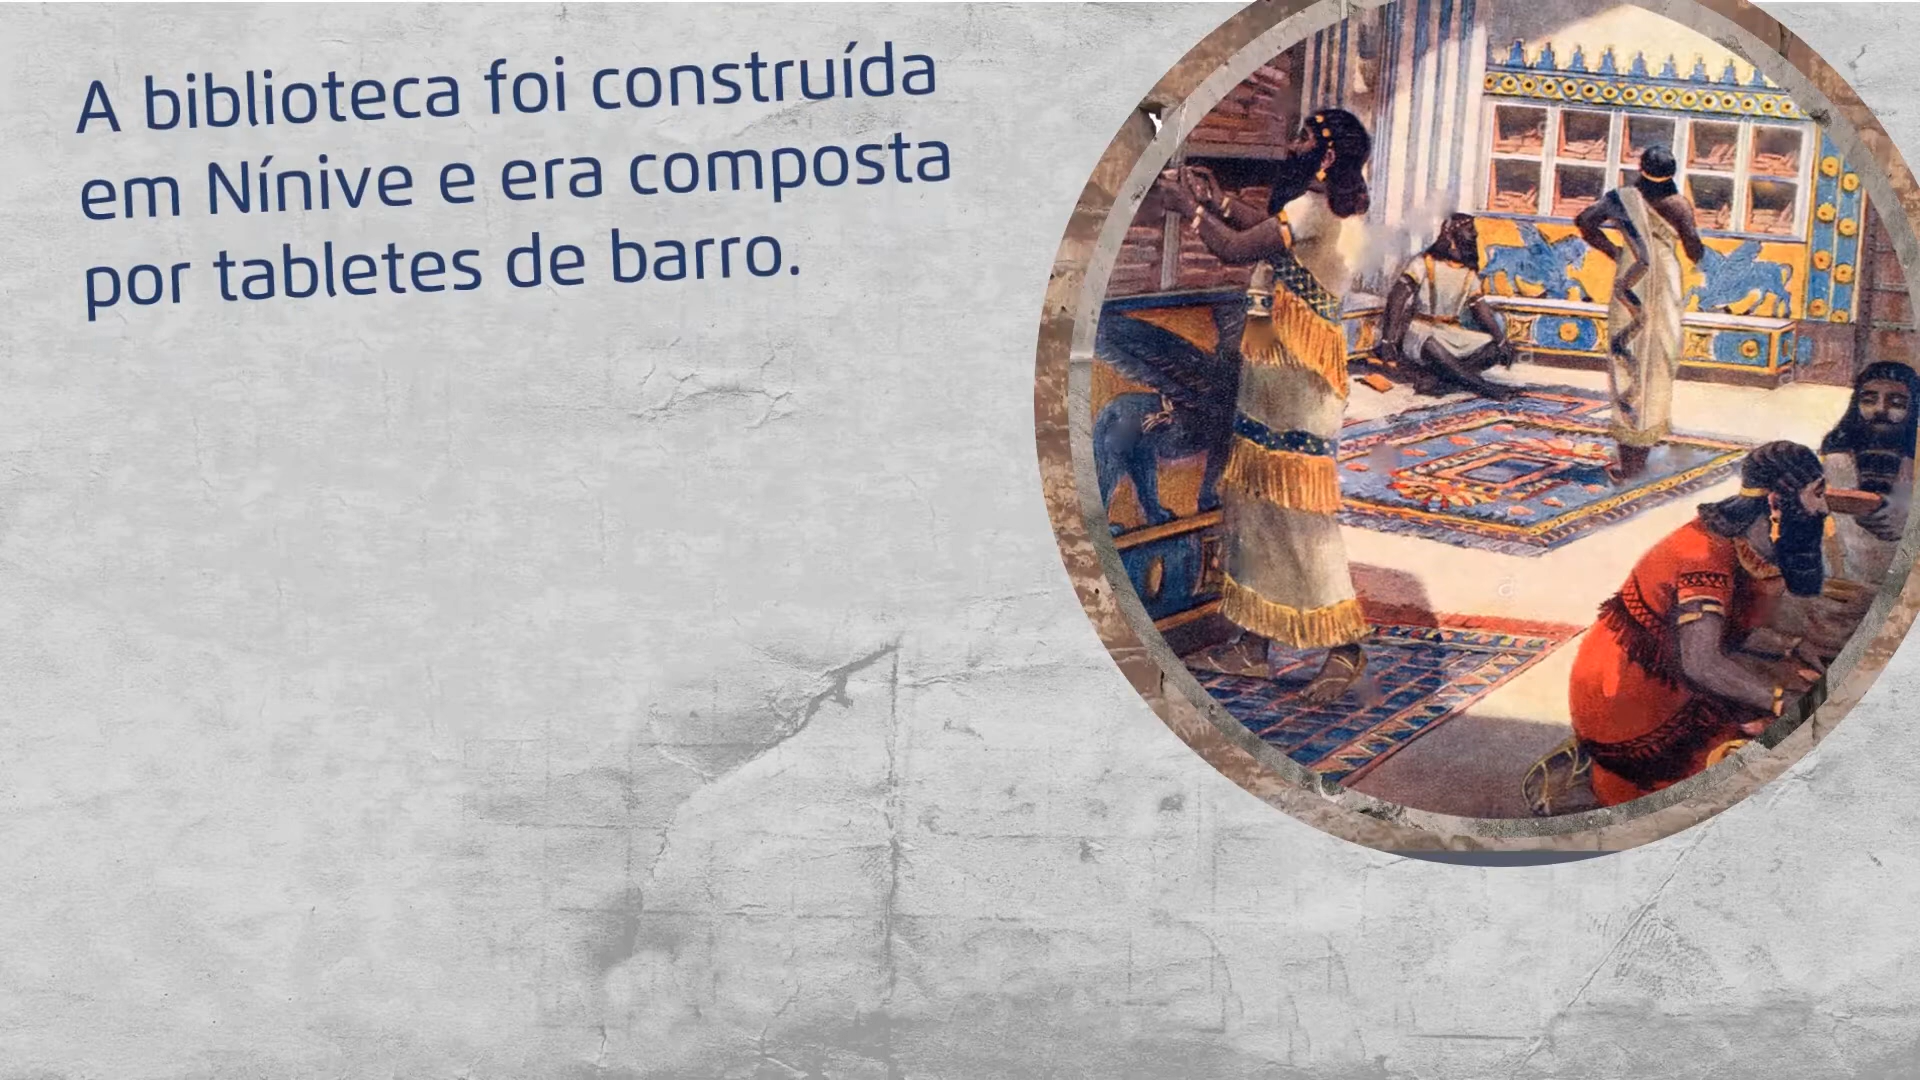 A biblioteca foi construída
em Nínive e era composta
por tabletes de barro.